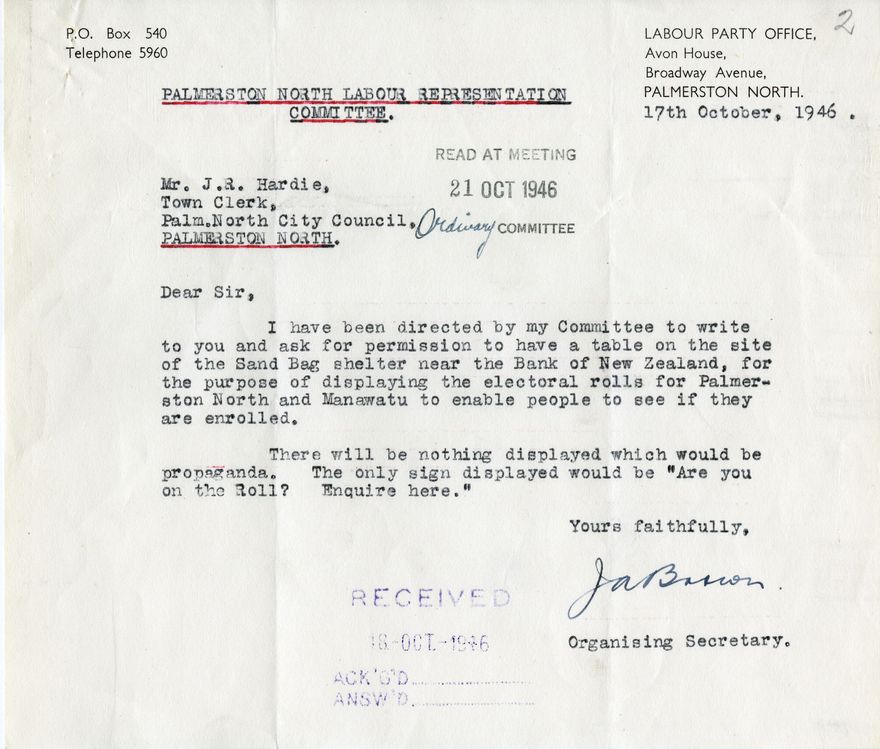 P.O. Box 540
Telephone 5960
LABOUR PARTY OFFICE,
Avon House,
Broadway Avenue,
PALMERSTON NORTH.
2
17th October, 1946 .
PALMERSTON NORTH LABOUR REPRESENTATION
COMMITTEE.
READ AT MEETING
21 OCT 1946
Ordinary COMMITTEE
Mr. J.R. Hardie,
Town Clerk,
Palm.North City Council,
PALMERSTON NORTH.
Dear Sir,
I have been directed by my Committee to write
to you and ask for permission to have a table on the site
of the Sand Bag shelter near the Bank of New Zealand, for
the purpose of displaying the electoral rolls for Palmer-
ston North and Manawatu to enable people to see if they
are enrolled.
There will be nothing displayed which would be
propaganda. The only sign displayed would be "Are you
on the Roll? Enquire here."
Yours faithfully,
JaBrown.
Organising Secretary.
RECEIVED
18-OCT.-1946
ACK'G'D
ANSW'D